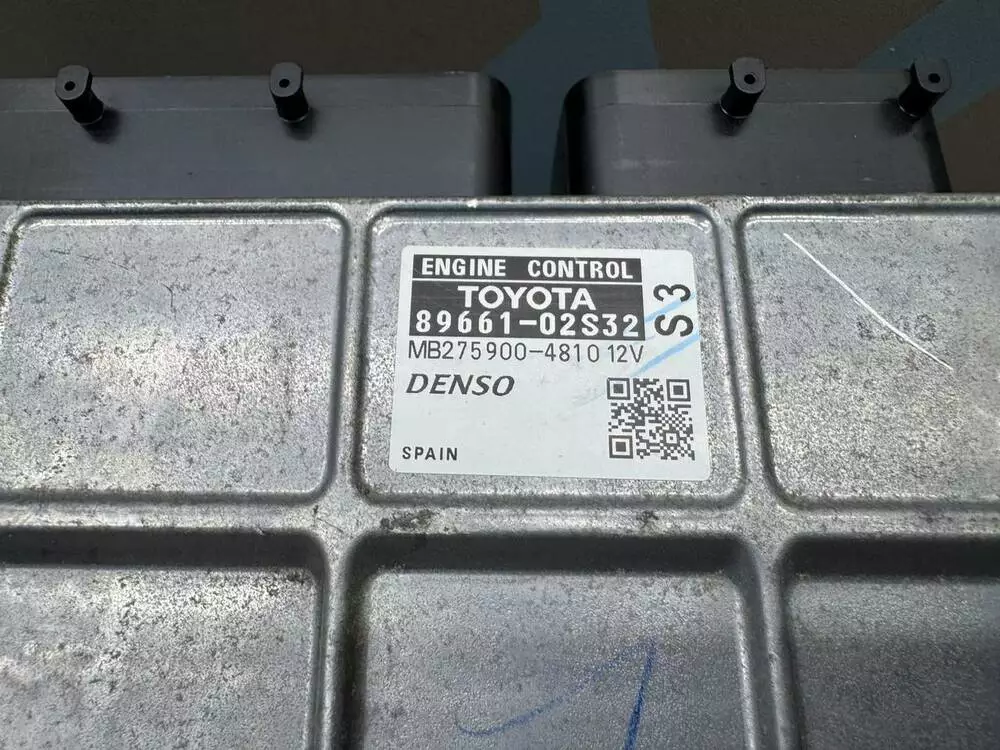 ENGINE CONTROL
TOYOTA
89661-02S32
S3
MB275900-4810 12V
DENSO
SPAIN